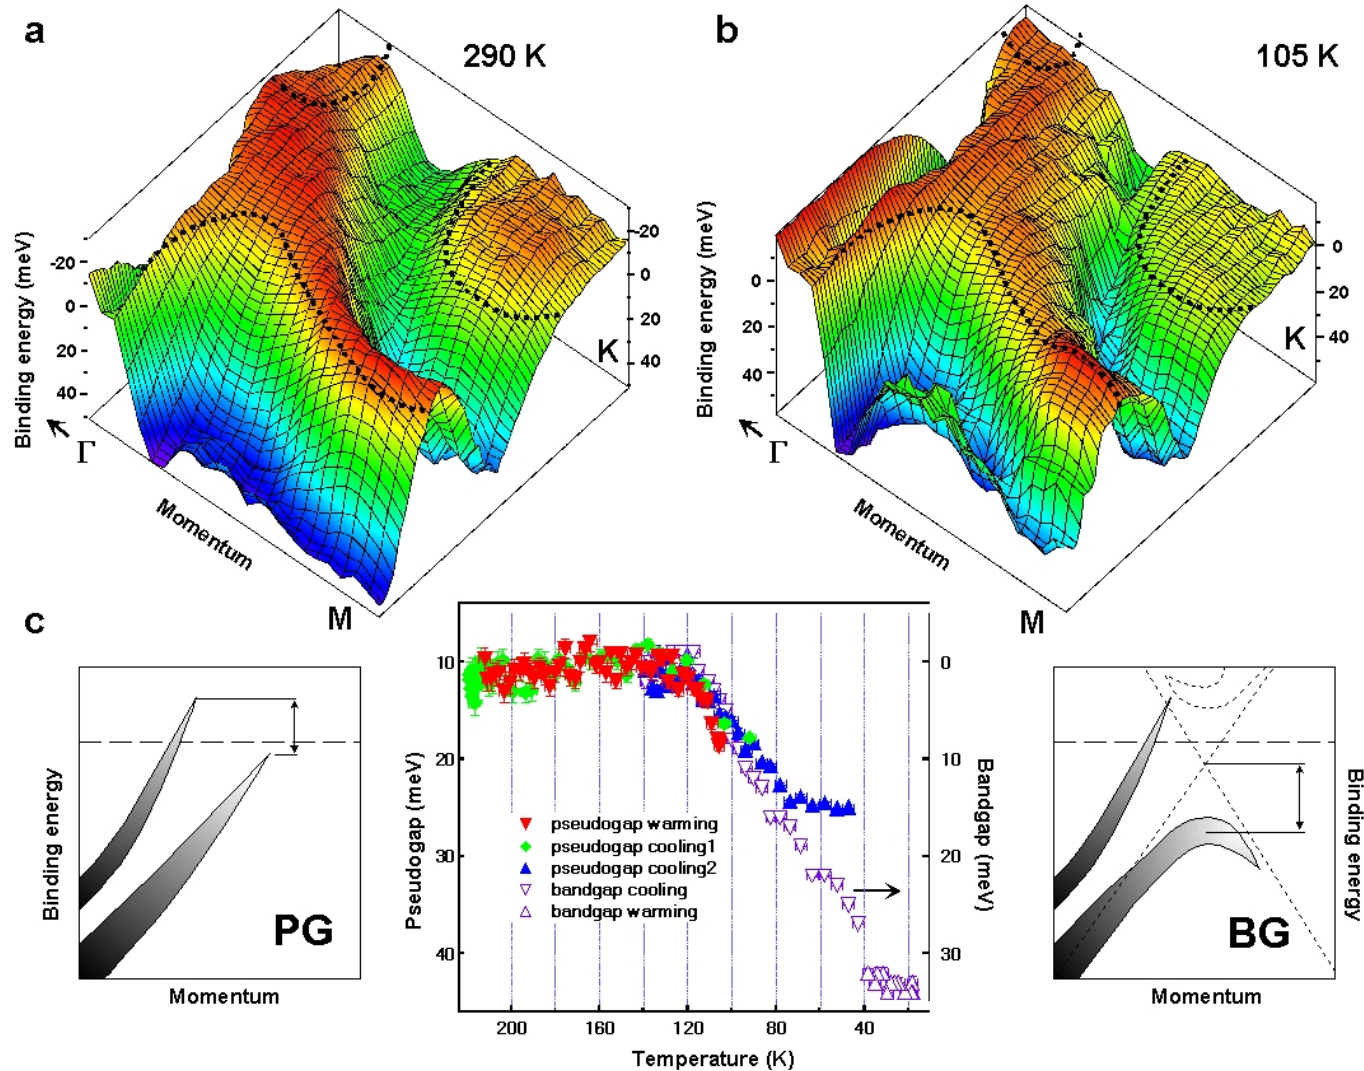 a
290 K
b
105 K
Binding energy (meV)
-20
0
20
40
-20
0
20
40
K
Γ
Momentum
M
Binding energy (meV)
0
20
40
0
20
40
K
Γ
Momentum
M
c
Binding energy
PG
Momentum
Pseudogap (meV)
10
20
30
40
pseudogap warming
pseudogap cooling1
pseudogap cooling2
bandgap cooling
bandgap warming
0
10
20
30
Bandgap (meV)
200 160 120 80 40
Temperature (K)
BG
Binding energy
Momentum